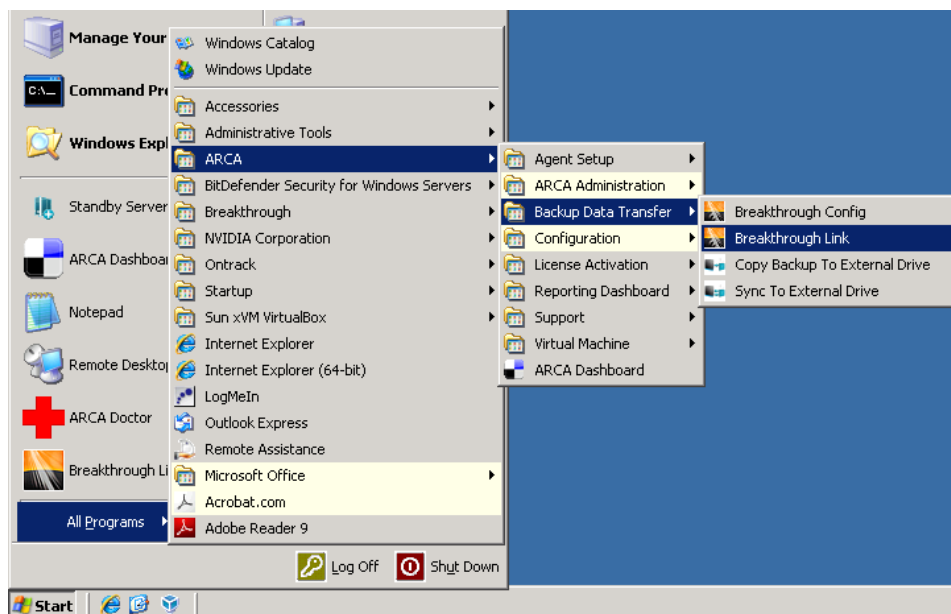 Manage Your
Command Pro
Windows Expl
Standby Server
ARCA Dashboa
Notepad
Remote Deskto
ARCA Doctor
Breakthrough Li
All Programs
Windows Catalog
Windows Update
Accessories
Administrative Tools
ARCA
BitDefender Security for Windows Servers
Breakthrough
NVIDIA Corporation
Ontrack
Startup
Sun xVM VirtualBox
Internet Explorer
Internet Explorer (64-bit)
LogMeIn
Outlook Express
Remote Assistance
Microsoft Office
Acrobat.com
Adobe Reader 9
Agent Setup
ARCA Administration
Backup Data Transfer
Configuration
License Activation
Reporting Dashboard
Support
Virtual Machine
ARCA Dashboard
Breakthrough Config
Breakthrough Link
Copy Backup To External Drive
Sync To External Drive
Log Off
Shut Down
Start